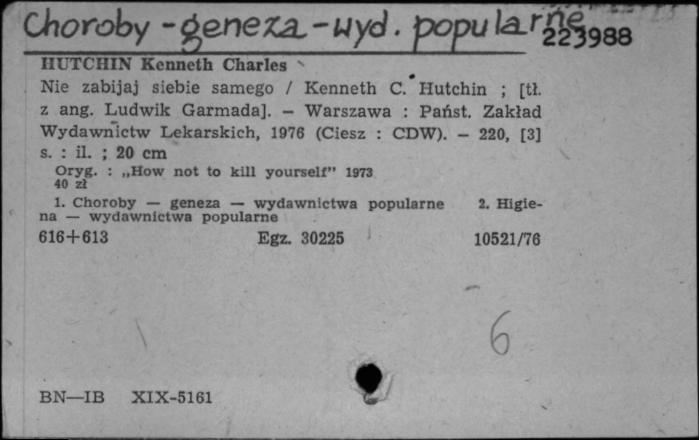 Choroby - geneza - wyd. popularne
223988
HUTCHIN Kenneth Charles
Nie zabijaj siebie samego / Kenneth C. Hutchin ; [tł.
z ang. Ludwik Garmada]. — Warszawa : Państ. Zakład
Wydawnictw Lekarskich, 1976 (Ciesz : CDW). — 220, [3]
s. : il. ; 20 cm
Oryg. : „How not to kill yourself” 1973
40 zł
1. Choroby — geneza — wydawnictwa popularne 2. Higie-
na — wydawnictwa popularne
616+613 Egz. 30225 10521/76
6
BN—IB XIX-5161